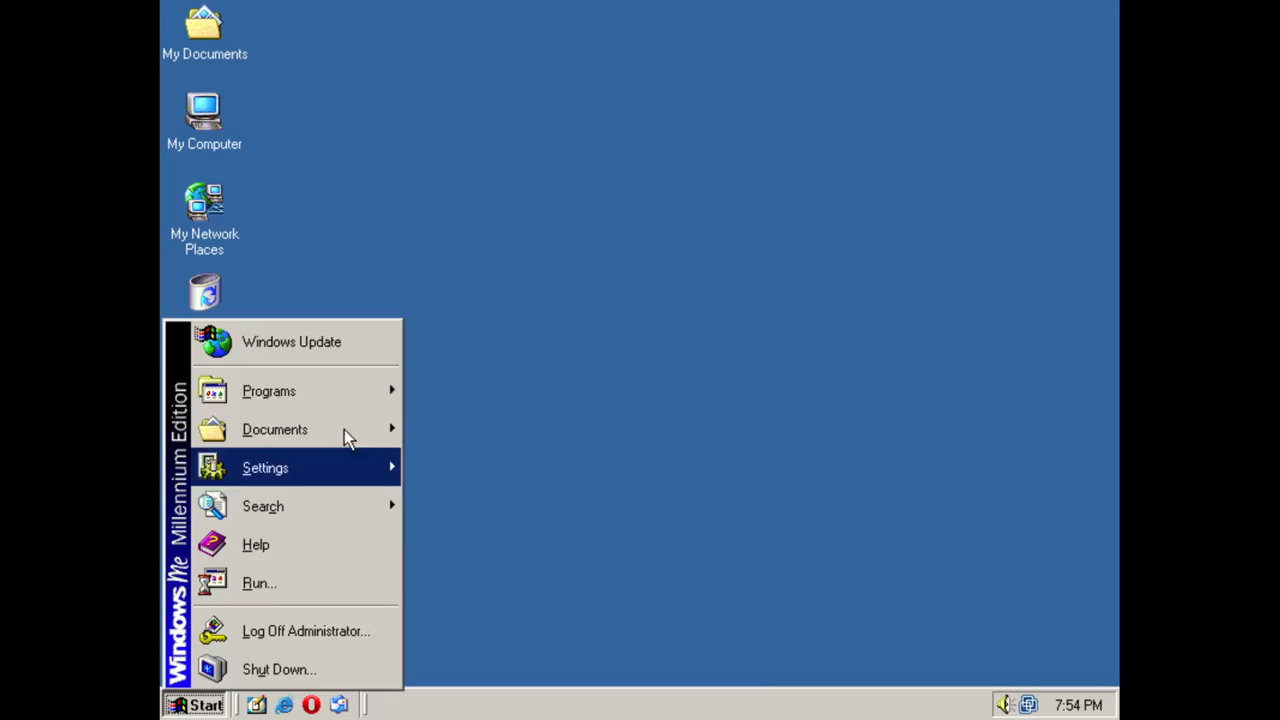 My Documents
My Computer
My Network
Places
Windows Update
Programs
Documents
Settings
Search
Help
Run...
Log Off Administrator...
Shut Down...
Windows Me Millennium Edition
Start
7:54 PM